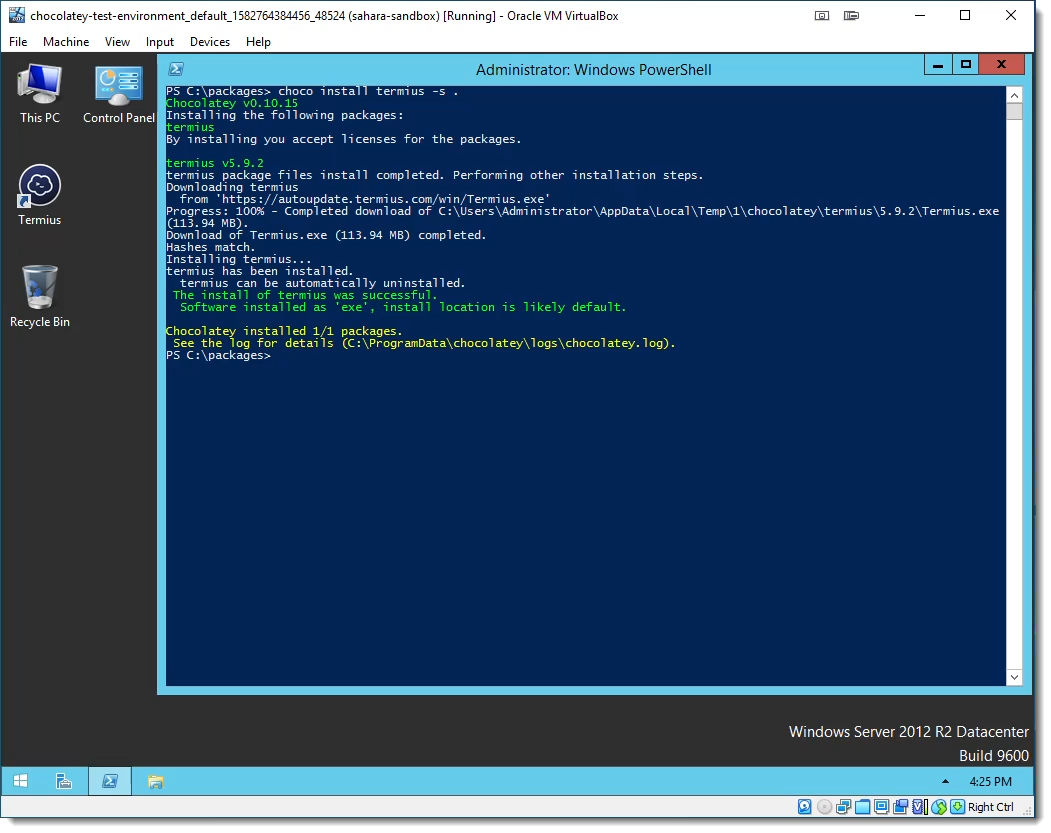 chocolatey-test-environment_default_1582764384456_48524 (sahara-sandbox) [Running] - Oracle VM VirtualBox
File Machine View Input Devices Help
Administrator: Windows PowerShell
This PC
Control Panel
Termius
Recycle Bin
PS C:\packages> choco install termius -s .
Chocolatey v0.10.15
Installing the following packages:
termius
By installing you accept licenses for the packages.
termius v5.9.2
termius package files install completed. Performing other installation steps.
Downloading termius
from 'https://autoupdate.termius.com/win/Termius.exe'
Progress: 100% - Completed download of C:\Users\Administrator\AppData\Local\Temp\1\chocolatey\termius\5.9.2\Termius.exe
(113.94 MB).
Download of Termius.exe (113.94 MB) completed.
Hashes match.
Installing termius...
termius has been installed.
termius can be automatically uninstalled.
The install of termius was successful.
Software installed as 'exe', install location is likely default.
Chocolatey installed 1/1 packages.
See the log for details (C:\ProgramData\chocolatey\logs\chocolatey.log).
PS C:\packages>
Windows Server 2012 R2 Datacenter
Build 9600
4:25 PM
Right Ctrl